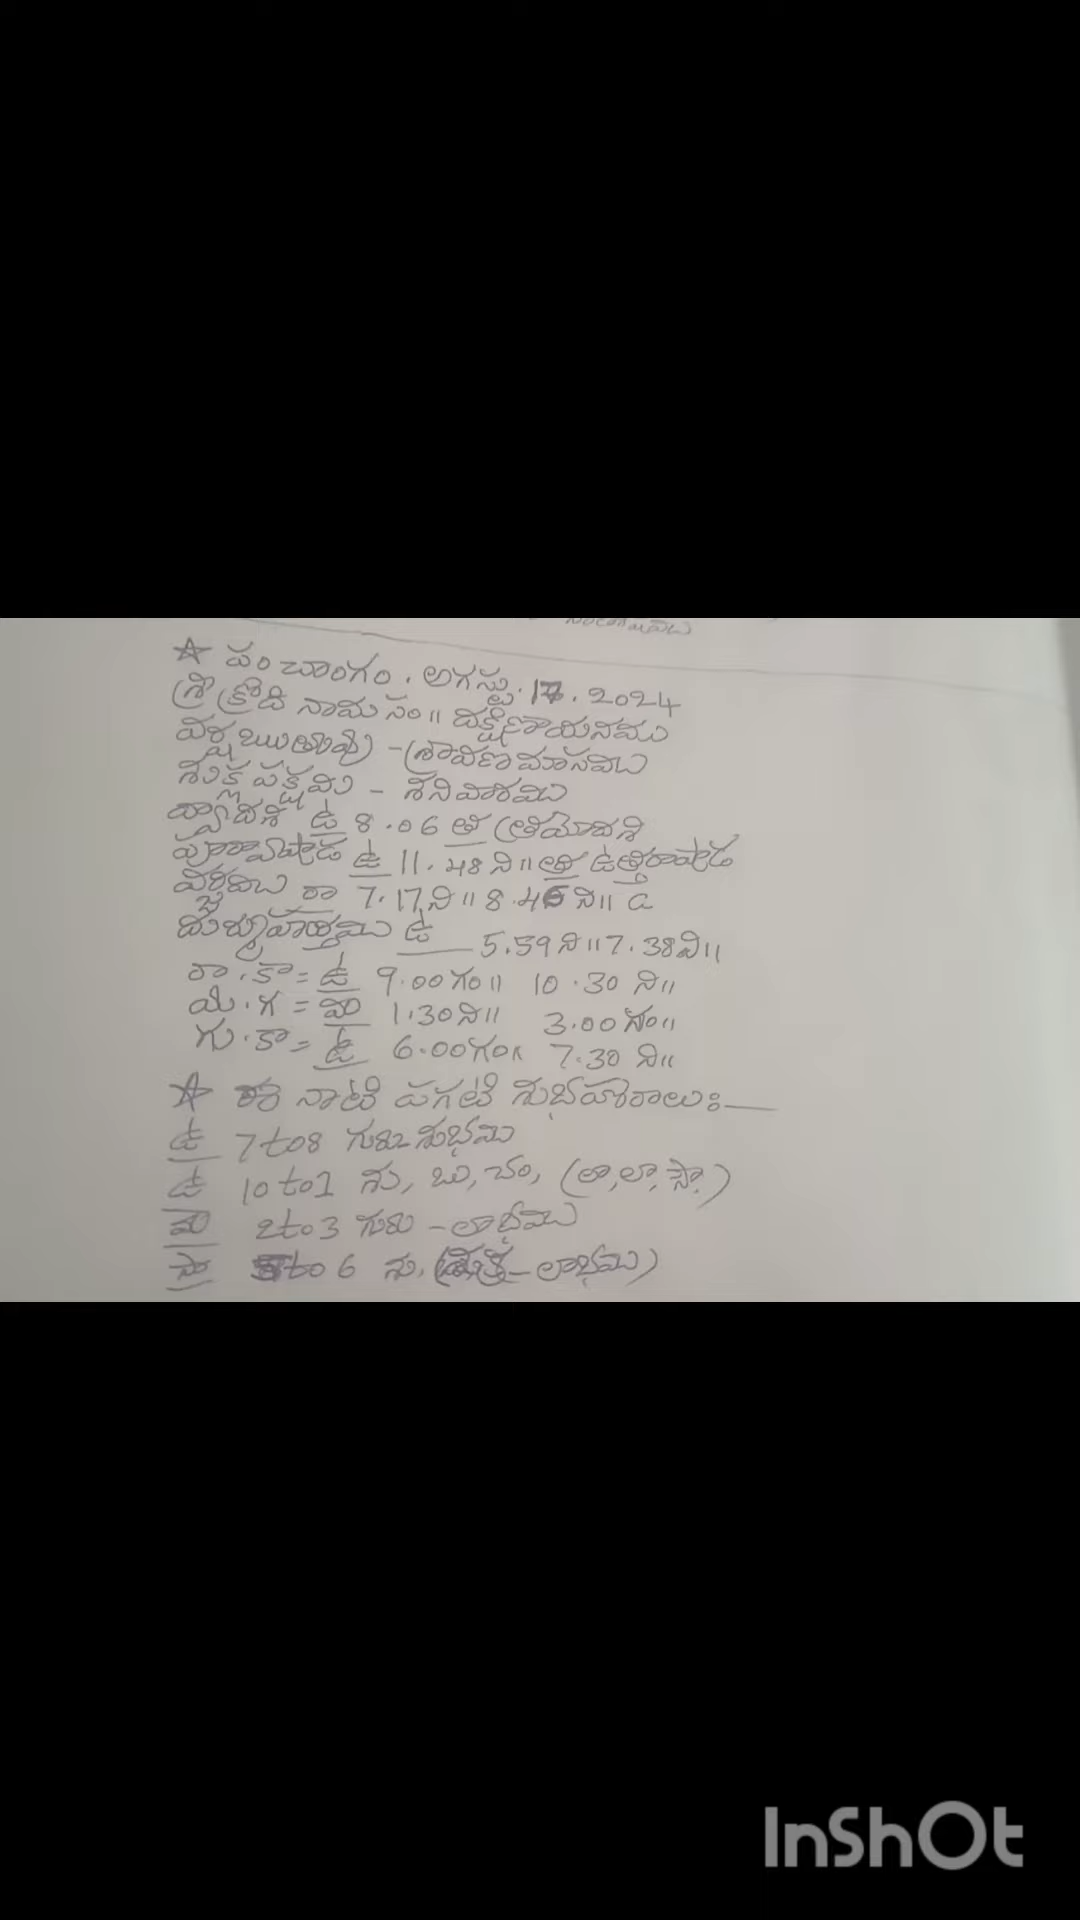 ☆ పంచాంగం. అగస్టు. 17. 2024
శ్రీ క్రోది నామ సం॥ దక్షిణాయనము
వర్ష ఋతువు - శ్రావణ మాసము
శుక్ల పక్షము - శనివారము
ద్వాదశి ఉ 8.06 త త్రయోదశి
పూర్వాషాడ ఉ 11.48 ని॥ త ఉత్తరాషాడ
వర్జ్యము రా 7.17 ని॥ 8.46 ని॥ ల
దుర్ముహూర్తము ఉ 5.59 ని॥ 7.38 ని॥
రా.కా= ఉ 9.00 గం॥ 10.30 ని॥
య.గ = మ 1.30 ని॥ 3.00 గం॥
గు.కా= ఉ 6.00 గం॥ 7.30 ని॥
☆ ఈ నాటి పగటి శుభహోరాలు:—
ఉ 7 to 8 గురు శుభము
ఉ 10 to 1 శు, బు, చం, (లా, లా, సౌ)
మ 2 to 3 గురు - లాభము
సా 5 to 6 శు. లాభము)
InShOt